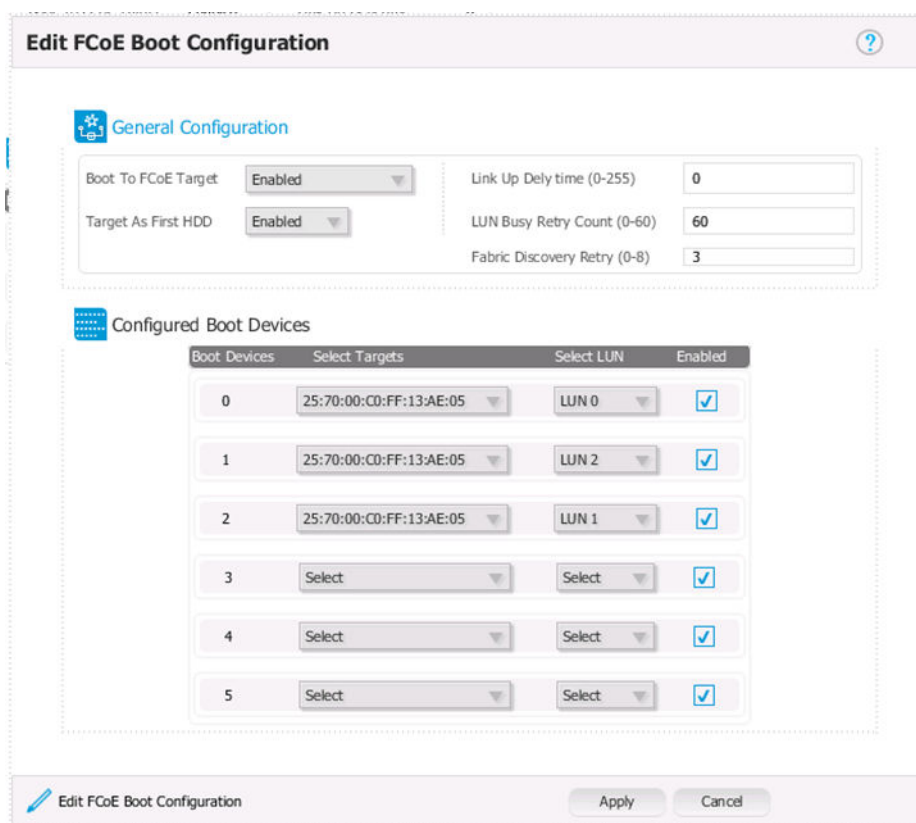 Edit FCoE Boot Configuration
?
General Configuration
Boot To FCoE Target Enabled Link Up Dely time (0-255) 0
Target As First HDD Enabled LUN Busy Retry Count (0-60) 60
Fabric Discovery Retry (0-8) 3
Configured Boot Devices
Boot Devices Select Targets Select LUN Enabled
0 25:70:00:C0:FF:13:AE:05 LUN 0
1 25:70:00:C0:FF:13:AE:05 LUN 2
2 25:70:00:C0:FF:13:AE:05 LUN 1
3 Select Select
4 Select Select
5 Select Select
Edit FCoE Boot Configuration Apply Cancel